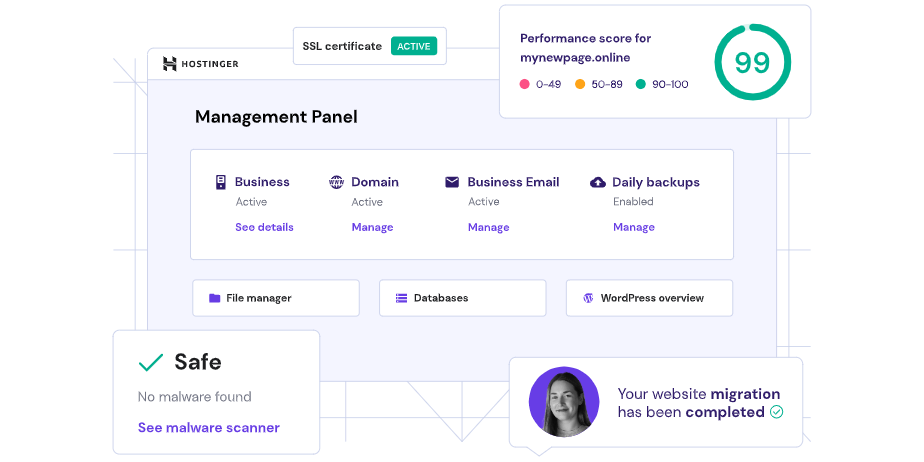 SSL certificate ACTIVE
HOSTINGER
Performance score for
mynewpage.online
0-49 50-89 90-100
99
Management Panel
Business
Active
See details
WWW
Domain
Active
Manage
Business Email
Active
Manage
Daily backups
Enabled
Manage
File manager
Databases
WordPress overview
Safe
No malware found
See malware scanner
Your website migration
has been completed